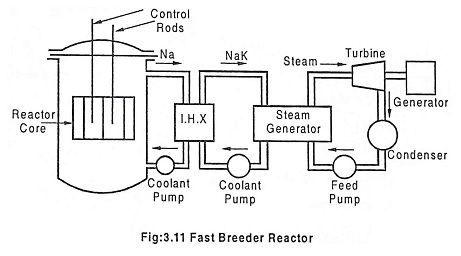 Control
Rods
Na
NaK
Steam
Turbine
Reactor
Core
I.H.X
Steam
Generator
Generator
Condenser
Coolant
Pump
Coolant
Pump
Feed
Pump
Fig:3.11 Fast Breeder Reactor